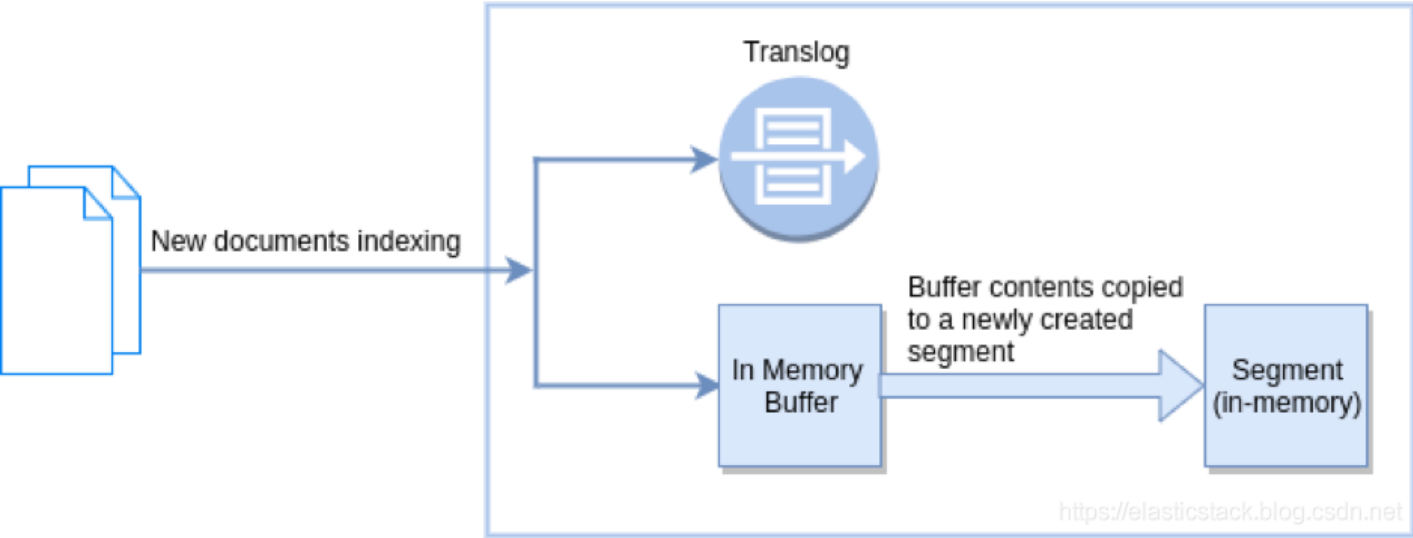 Translog
New documents indexing
Buffer contents copied
to a newly created
segment
In Memory
Buffer
Segment
(in-memory)
https://elasticstack.blog.csdn.net